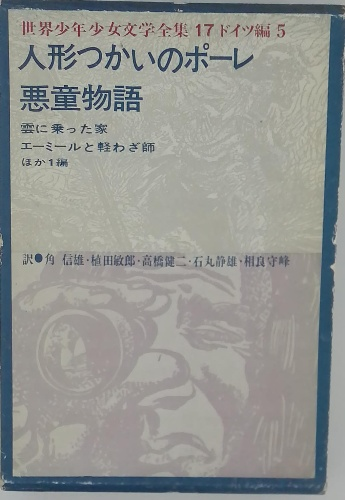 世界少年少女文学全集 17 ドイツ編 5
人形つかいのポーレ
悪童物語
雲に乗った家
エーミールと軽わざ師
ほか1編
訳●角 信雄・植田敏郎・高橋健二・石丸静雄・相良守峰